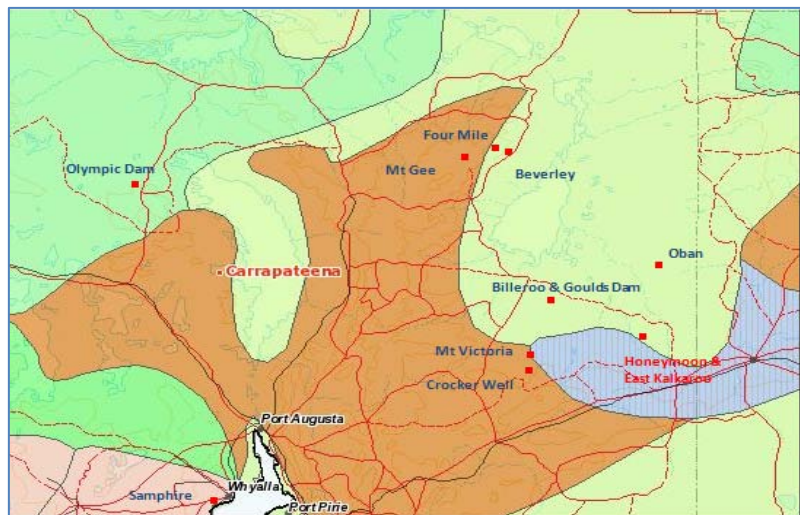 Four Mile
Mt Gee
Olympic Dam
Beverley
Carrapateena
Oban
Billeroo & Goulds Dam
Mt Victoria
Honeymoon &
East Kalkaroo
Crocker Well
Port Augusta
Whyalla
Samphire
Port Pirie